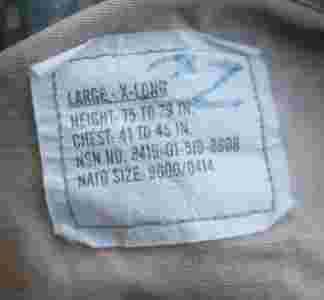 LARGE - X-LONG
HEIGHT: 75 TO 79 IN.
CHEST: 41 TO 45 IN.
NSN NO. 8415-01-519-8608
NATO SIZE: 9600/0414